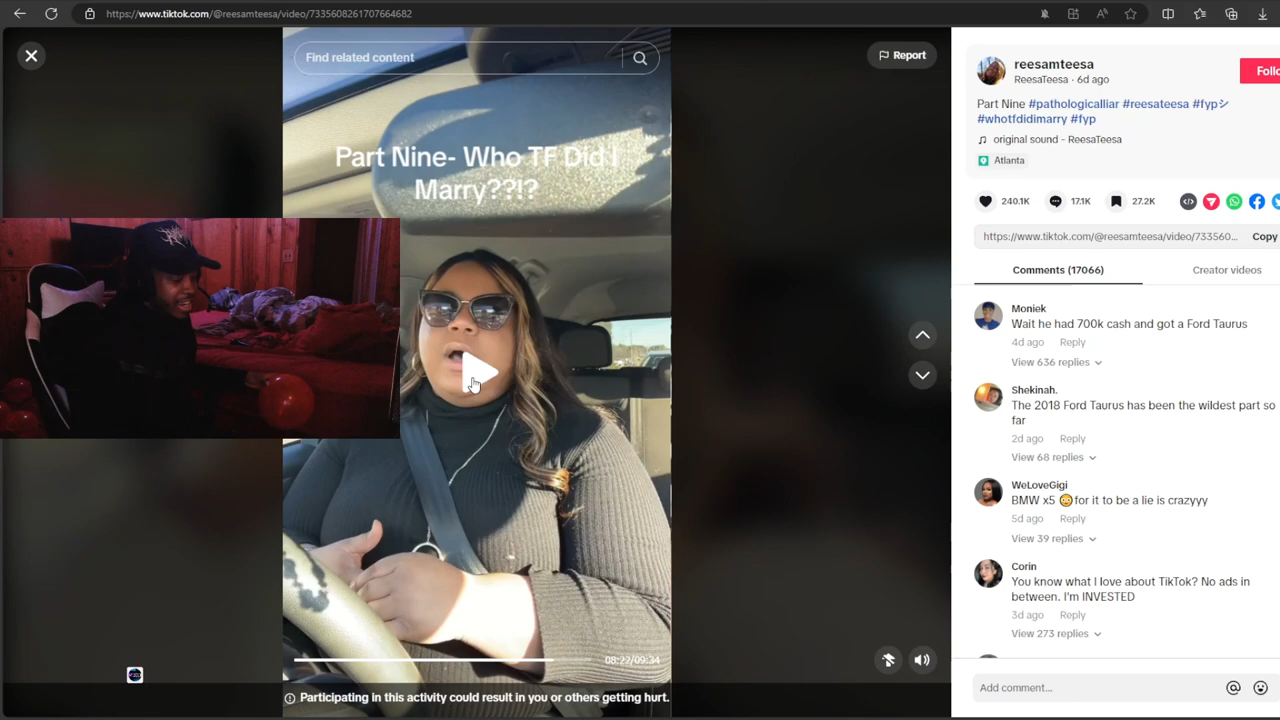 https://www.tiktok.com/@reesamteesa/video/7335608261707664682
Find related content
Report
Part Nine- Who TF Did I
Marry??!?
08:27/09:34
Participating in this activity could result in you or others getting hurt.
reesamteesa
ReesaTeesa · 6d ago
Follo
Part Nine #pathologicalliar #reesateesa #fypシ
#whotfdidimarry #fyp
original sound - ReesaTeesa
Atlanta
240.1K
17.1K
27.2K
https://www.tiktok.com/@reesamteesa/video/733560...
Copy
Comments (17066)
Creator videos
Moniek
Wait he had 700k cash and got a Ford Taurus
4d ago Reply
View 636 replies
Shekinah.
The 2018 Ford Taurus has been the wildest part so
far
2d ago Reply
View 68 replies
WeLoveGigi
BMW x5 😳for it to be a lie is crazyyy
5d ago Reply
View 39 replies
Corin
You know what I love about TikTok? No ads in
between. I'm INVESTED
3d ago Reply
View 273 replies
Add comment...